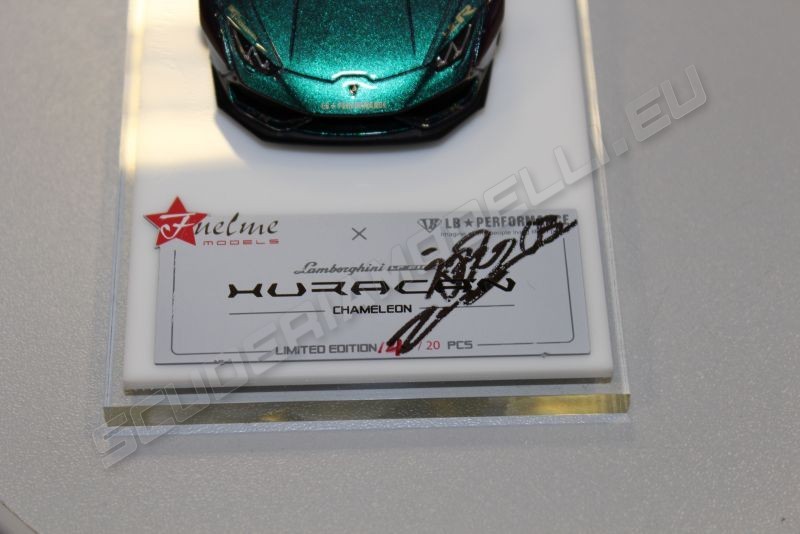 LB★PERFORMANCE
Fuelme
MODELS
×
LB★PERFORMANCE
Lamborghini
HURACAN
CHAMELEON
LIMITED EDITION /20 PCS
SCUDERIAMODELLI.EU